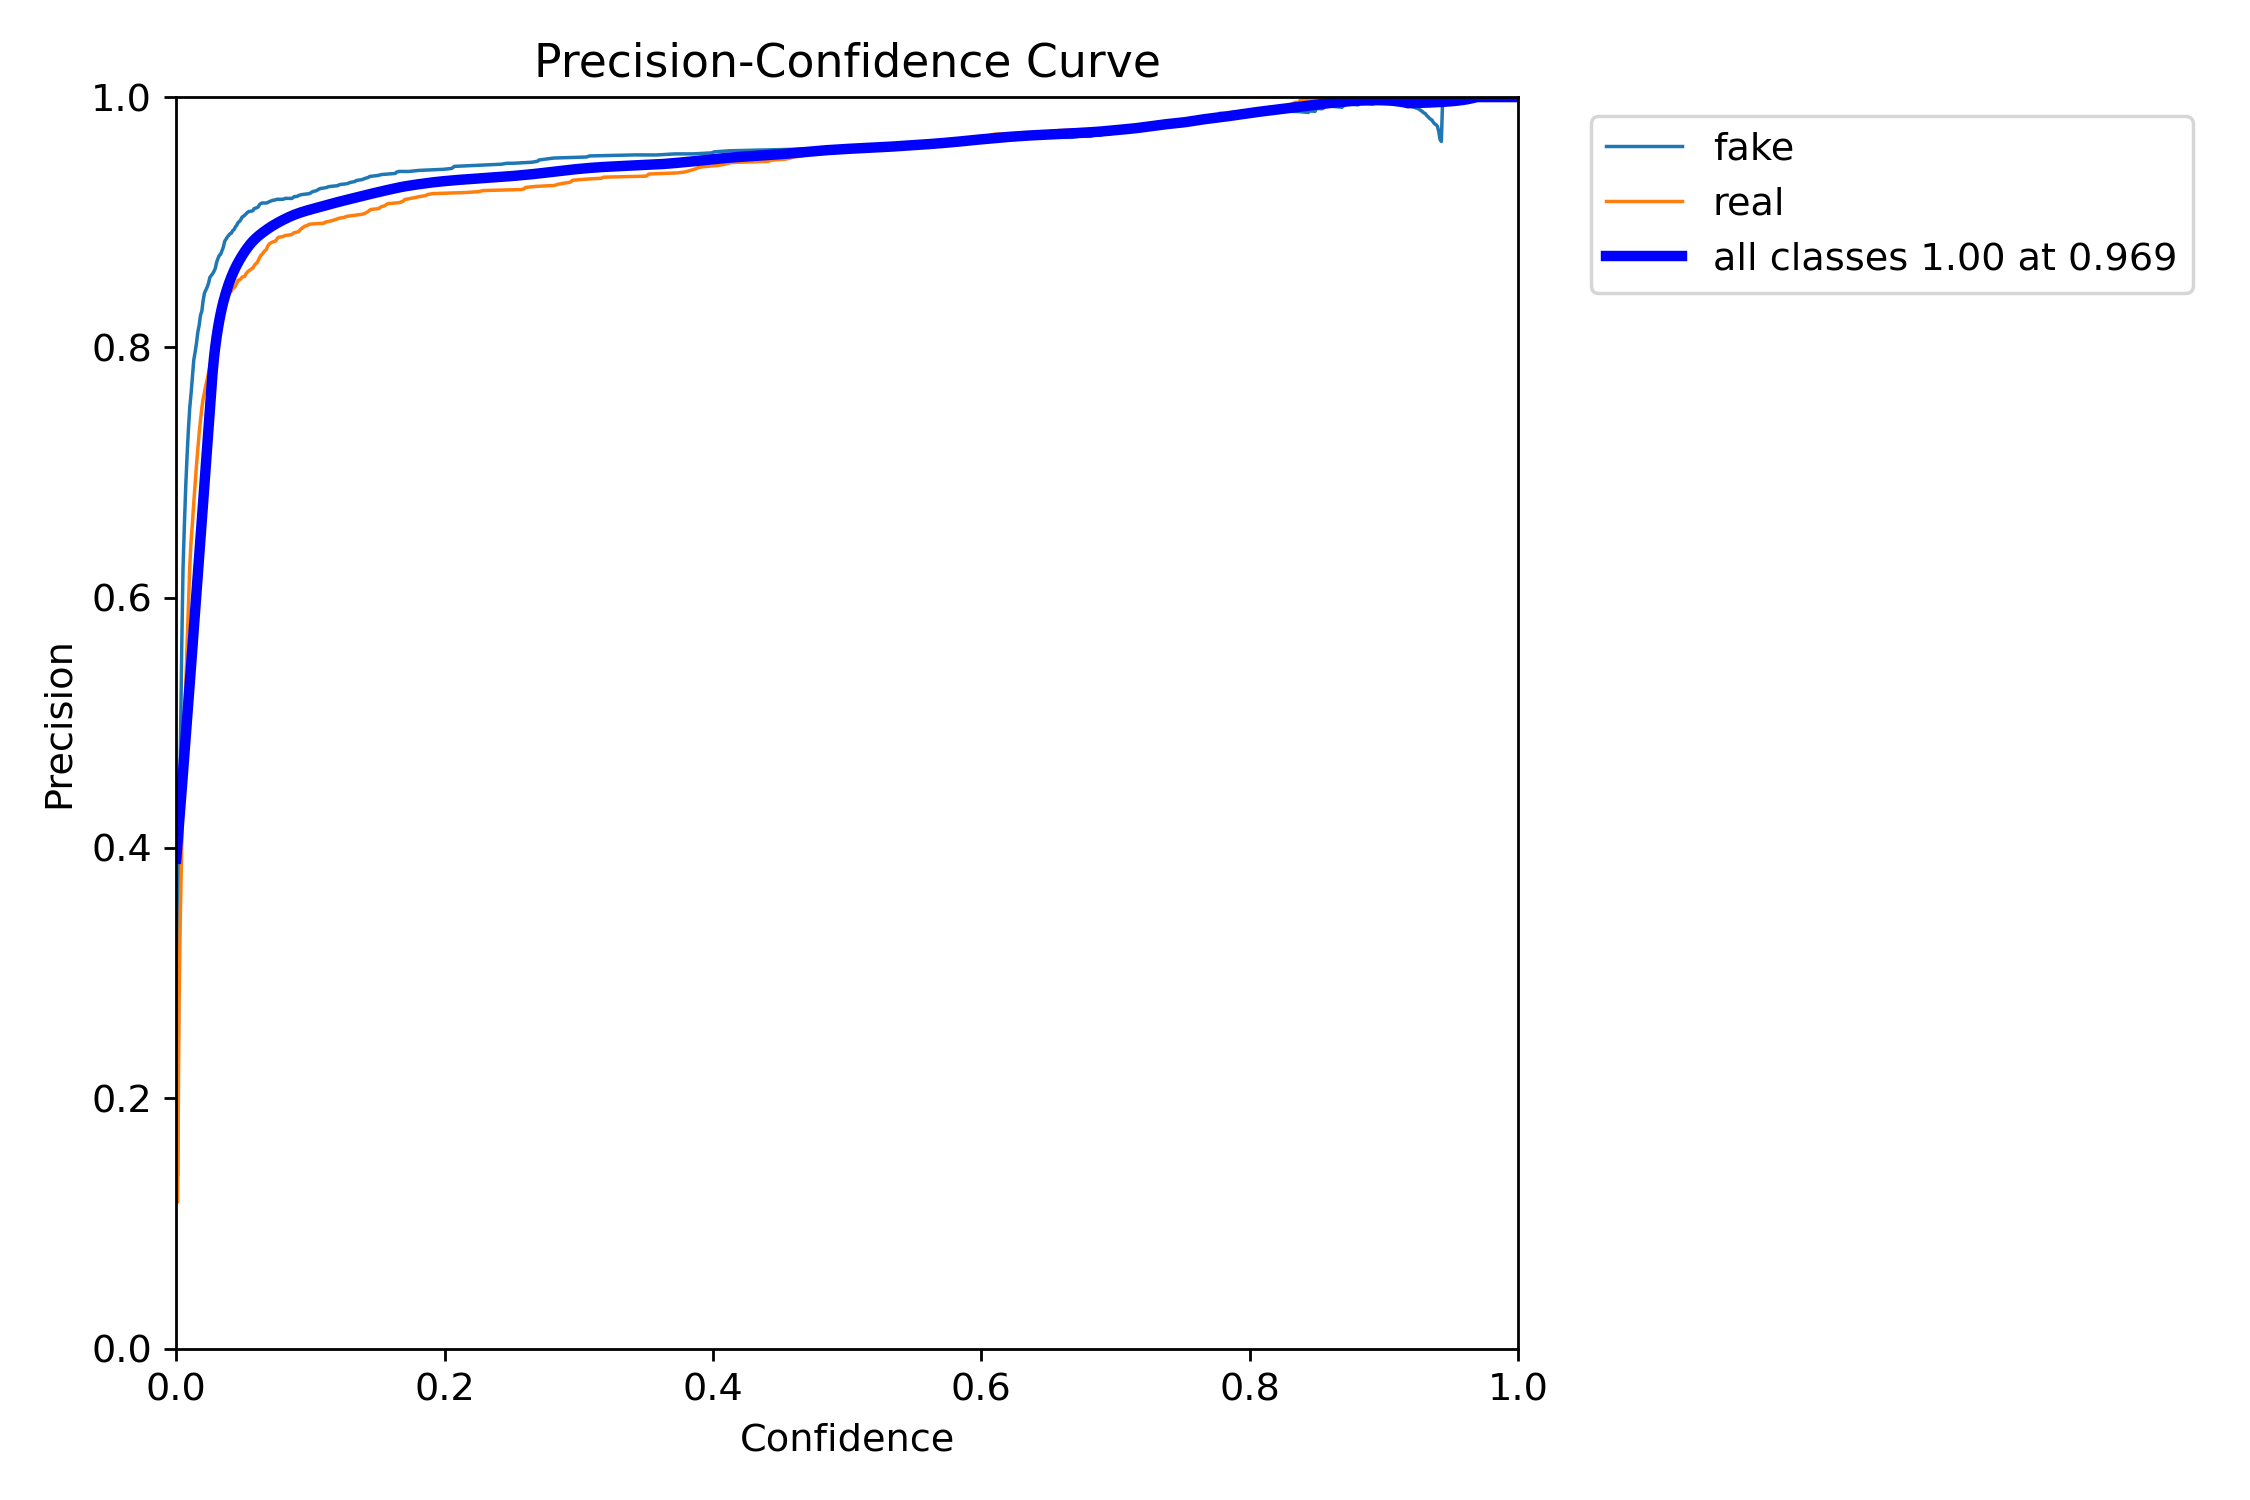 Precision-Confidence Curve
1.0
0.8
0.6
0.4
0.2
0.0
Precision
0.0 0.2 0.4 0.6 0.8 1.0
Confidence
fake
real
all classes 1.00 at 0.969